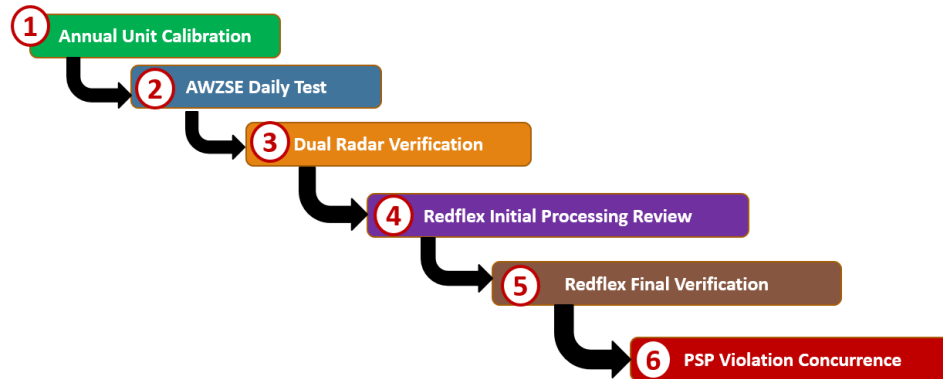 1 Annual Unit Calibration
2 AWZSE Daily Test
3 Dual Radar Verification
4 Redflex Initial Processing Review
5 Redflex Final Verification
6 PSP Violation Concurrence